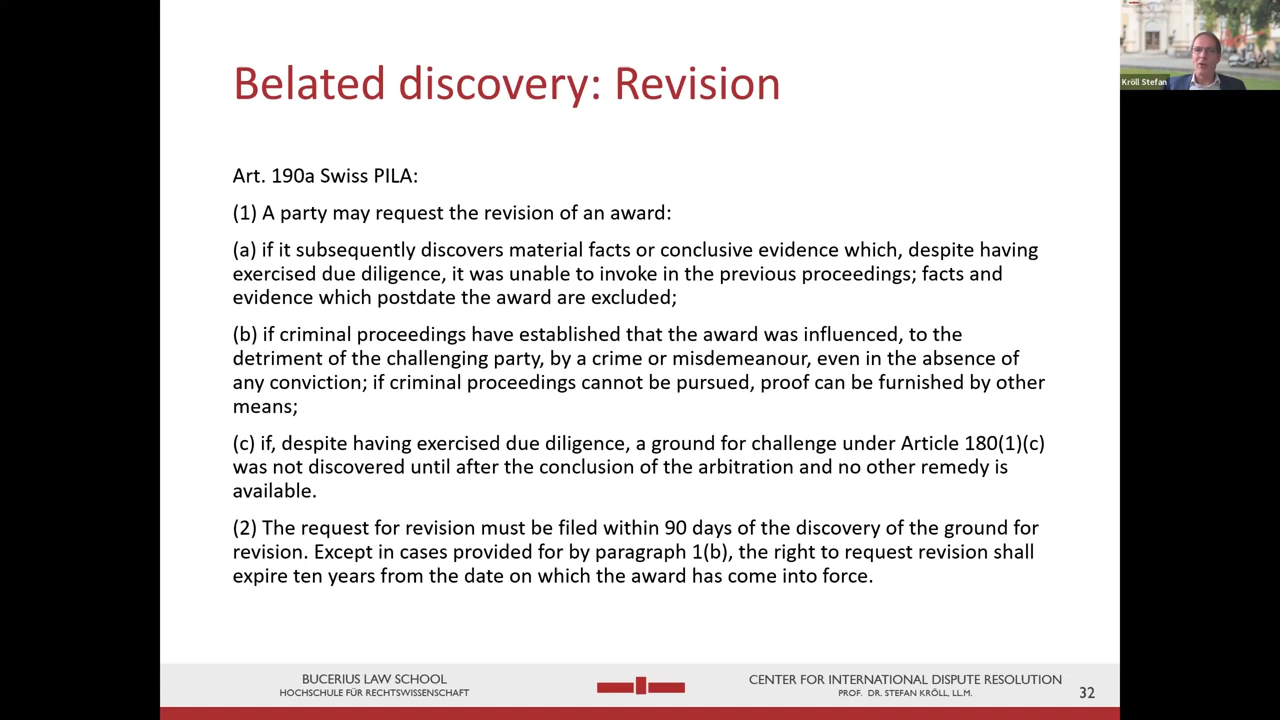 Belated discovery: Revision
Kröll Stefan
Art. 190a Swiss PILA:
(1) A party may request the revision of an award:
(a) if it subsequently discovers material facts or conclusive evidence which, despite having
exercised due diligence, it was unable to invoke in the previous proceedings; facts and
evidence which postdate the award are excluded;
(b) if criminal proceedings have established that the award was influenced, to the
detriment of the challenging party, by a crime or misdemeanour, even in the absence of
any conviction; if criminal proceedings cannot be pursued, proof can be furnished by other
means;
(c) if, despite having exercised due diligence, a ground for challenge under Article 180(1)(c)
was not discovered until after the conclusion of the arbitration and no other remedy is
available.
(2) The request for revision must be filed within 90 days of the discovery of the ground for
revision. Except in cases provided for by paragraph 1(b), the right to request revision shall
expire ten years from the date on which the award has come into force.
BUCERIUS LAW SCHOOL
HOCHSCHULE FÜR RECHTSWISSENSCHAFT
CENTER FOR INTERNATIONAL DISPUTE RESOLUTION
PROF. DR. STEFAN KRÖLL, LL.M.
32